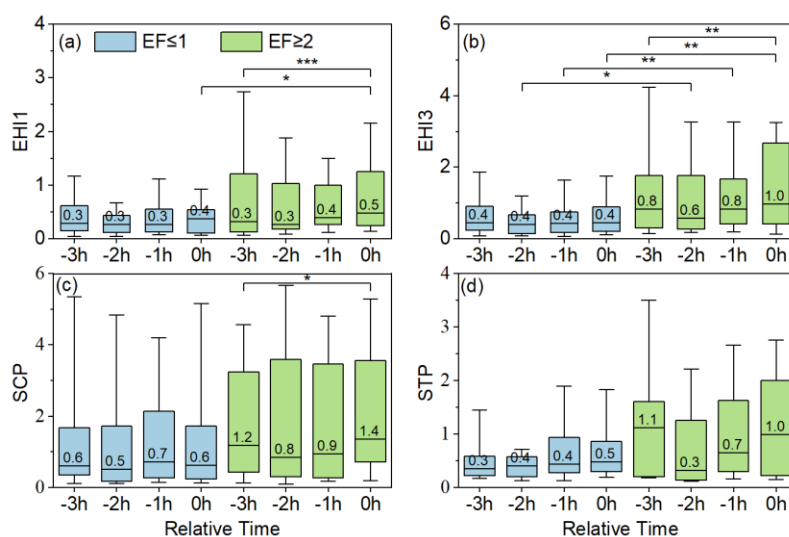 (a) EF≤1 EF≥2
***
*
4
3
2
1
0
EHI1
0.3 0.3 0.3 0.4 0.3 0.3 0.4 0.5
-3h -2h -1h 0h -3h -2h -1h 0h
(b)
**
**
** 
*
6
4
2
0
EHI3
0.4 0.4 0.4 0.4 0.8 0.6 0.8 1.0
-3h -2h -1h 0h -3h -2h -1h 0h
(c)
*
6
4
2
0
SCP
0.6 0.5 0.7 0.6 1.2 0.8 0.9 1.4
-3h -2h -1h 0h -3h -2h -1h 0h
Relative Time
(d)
4
3
2
1
0
STP
0.3 0.4 0.4 0.5 1.1 0.3 0.7 1.0
-3h -2h -1h 0h -3h -2h -1h 0h
Relative Time